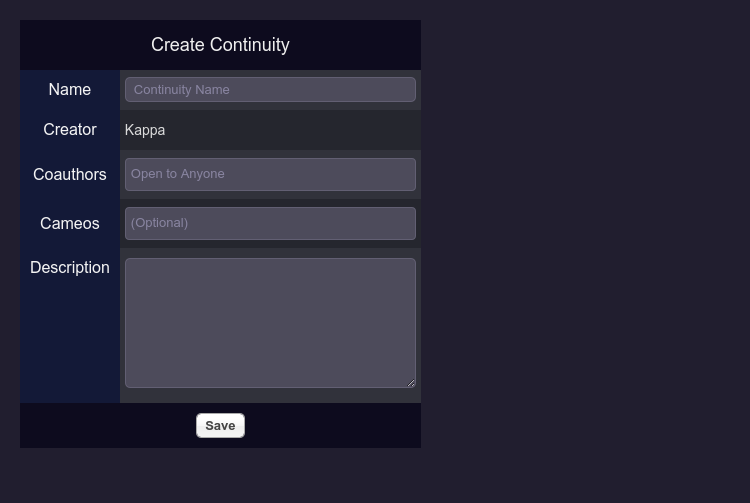 Create Continuity
Name
Continuity Name
Creator
Kappa
Coauthors
Open to Anyone
Cameos
(Optional)
Description
Save